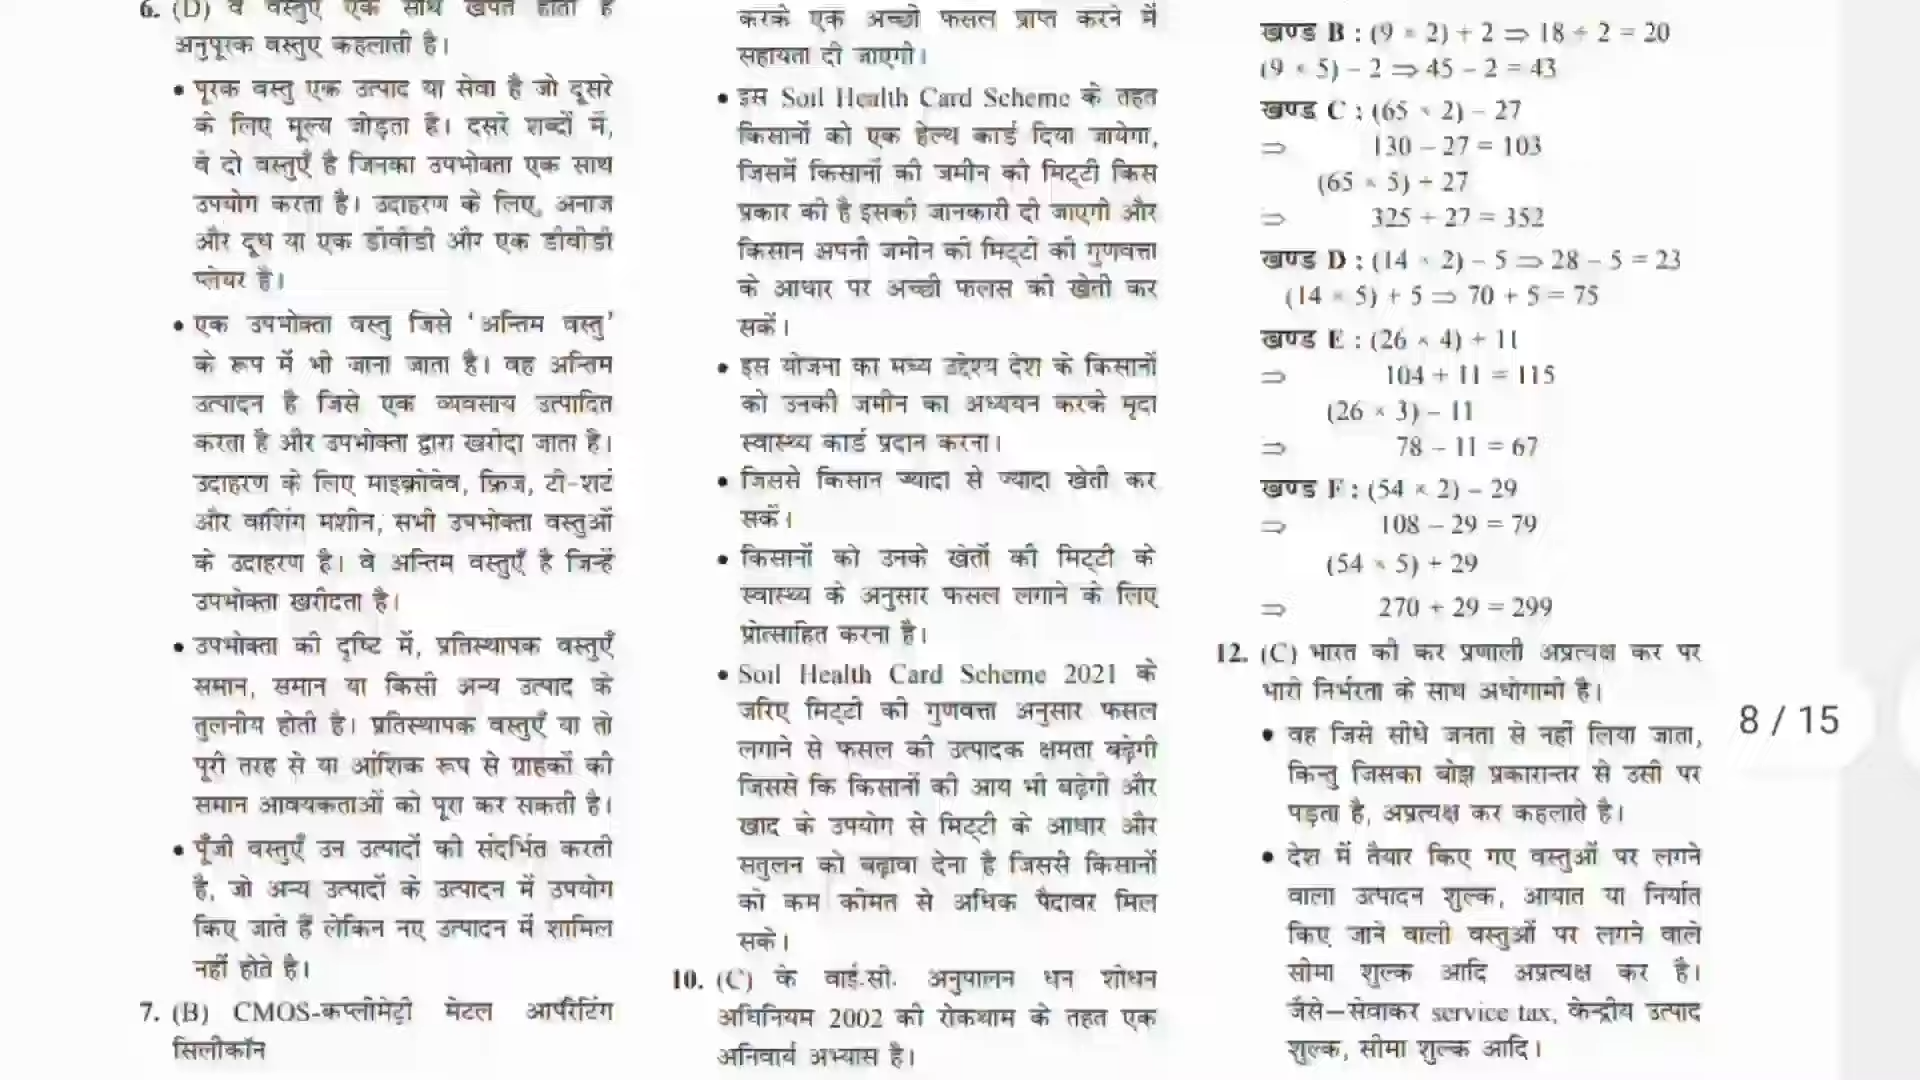 6. (D) वे वस्तुएँ एक साथ खपत होती है
अनुपूरक वस्तुए कहलाती है।
• पूरक वस्तु एक उत्पाद या सेवा है जो दूसरे
के लिए मूल्य जोड़ता है। दसरे शब्दों में,
वे दो वस्तुएँ है जिनका उपभोक्ता एक साथ
उपयोग करता है। उदाहरण के लिए, अनाज
और दूध या एक डीवीडी और एक डीवीडी
प्लेयर है।
• एक उपभोक्ता वस्तु जिसे 'अन्तिम वस्तु'
के रूप में भी जाना जाता है। वह अन्तिम
उत्पादन है जिसे एक व्यवसाय उत्पादित
करता है और उपभोक्ता द्वारा खरीदा जाता है।
उदाहरण के लिए माइक्रोवेव, फ्रिज, टी-शर्ट
और वाशिंग मशीन, सभी उपभोक्ता वस्तुओं
के उदाहरण है। वे अन्तिम वस्तुएँ है जिन्हें
उपभोक्ता खरीदता है।
• उपभोक्ता की दृष्टि में, प्रतिस्थापक वस्तुएँ
समान, समान या किसी अन्य उत्पाद के
तुलनीय होती है। प्रतिस्थापक वस्तुएँ या तो
पूरी तरह से या आंशिक रूप से ग्राहकों की
समान आवयकताओं को पूरा कर सकती है।
• पूँजी वस्तुएँ उन उत्पादों को संदर्भित करती
है, जो अन्य उत्पादों के उत्पादन में उपयोग
किए जाते हैं लेकिन नए उत्पादन में शामिल
नहीं होते है।
7. (B) CMOS-कप्लीमेंट्री मेटल आपरेटिंग
सिलीकॉन
करके एक अच्छी फसल प्राप्त करने में
सहायता दी जाएगी।
• इस Soil Health Card Scheme के तहत
किसानों को एक हेल्थ कार्ड दिया जायेगा,
जिसमें किसानों की जमीन की मिट्टी किस
प्रकार की है इसकी जानकारी दी जाएगी और
किसान अपनी जमीन की मिट्टी की गुणवत्ता
के आधार पर अच्छी फलस की खेती कर
सकें।
• इस योजना का मध्य उद्देश्य देश के किसानों
को उनकी जमीन का अध्ययन करके मृदा
स्वास्थ्य कार्ड प्रदान करना।
• जिससे किसान ज्यादा से ज्यादा खेती कर
सकें।
• किसानों को उनके खेतों की मिट्टी के
स्वास्थ्य के अनुसार फसल लगाने के लिए
प्रोत्साहित करना है।
• Soil Health Card Scheme 2021 के
जरिए मिट्टी की गुणवत्ता अनुसार फसल
लगाने से फसल की उत्पादक क्षमता बढ़ेगी
जिससे कि किसानों की आय भी बढ़ेगी और
खाद के उपयोग से मिट्टी के आधार और
सतुलन को बढ़ावा देना है जिससे किसानों
को कम कीमत से अधिक पैदावर मिल
सके।
10. (C) के वाई.सी. अनुपालन धन शोधन
अधिनियम 2002 की रोकथाम के तहत एक
अनिवार्य अभ्यास है।
खण्ड B : (9 × 2) + 2 ⇒ 18 + 2 = 20
(9 × 5) – 2 ⇒ 45 – 2 = 43
खण्ड C : (65 × 2) – 27
⇒ 130 – 27 = 103
(65 × 5) + 27
⇒ 325 + 27 = 352
खण्ड D : (14 × 2) – 5 ⇒ 28 – 5 = 23
(14 × 5) + 5 ⇒ 70 + 5 = 75
खण्ड E : (26 × 4) + 11
⇒ 104 + 11 = 115
(26 × 3) – 11
⇒ 78 – 11 = 67
खण्ड F : (54 × 2) – 29
⇒ 108 – 29 = 79
(54 × 5) + 29
⇒ 270 + 29 = 299
12. (C) भारत की कर प्रणाली अप्रत्यक्ष कर पर
भारी निर्भरता के साथ अधोगामी है।
• वह जिसे सीधे जनता से नहीं लिया जाता,
किन्तु जिसका बोझ प्रकारान्तर से उसी पर
पड़ता है, अप्रत्यक्ष कर कहलाते है।
• देश में तैयार किए गए वस्तुओं पर लगने
वाला उत्पादन शुल्क, आयात या निर्यात
किए जाने वाली वस्तुओं पर लगने वाले
सीमा शुल्क आदि अप्रत्यक्ष कर है।
जैसे–सेवाकर service tax, केन्द्रीय उत्पाद
शुल्क, सीमा शुल्क आदि।
8 / 15